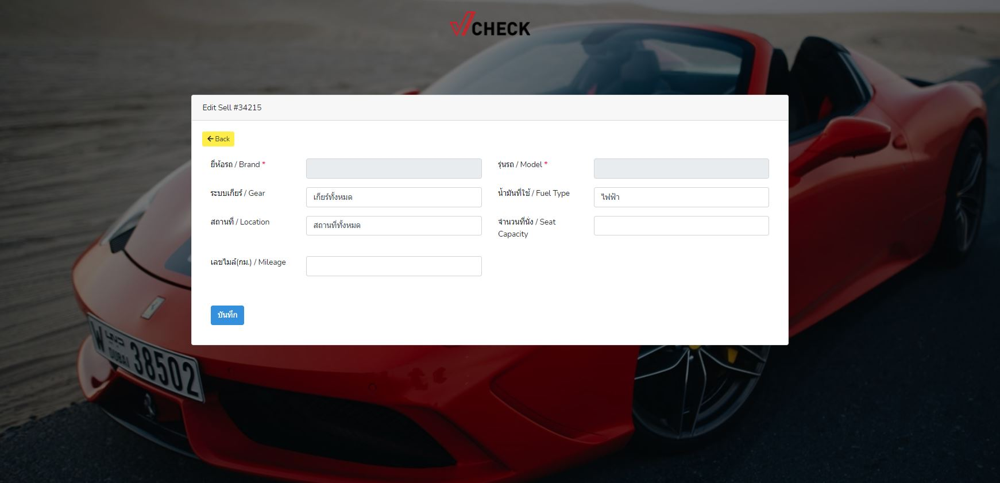 CHECK
Edit Sell #34215
Back
ยี่ห้อรถ / Brand *
รุ่นรถ / Model *
ระบบเกียร์ / Gear
เกียร์ทั้งหมด
น้ำมันที่ใช้ / Fuel Type
ไฟฟ้า
สถานที่ / Location
สถานที่ทั้งหมด
จำนวนที่นั่ง / Seat
Capacity
เลขไมล์(กม.) / Mileage
บันทึก
W DUBAI 38502